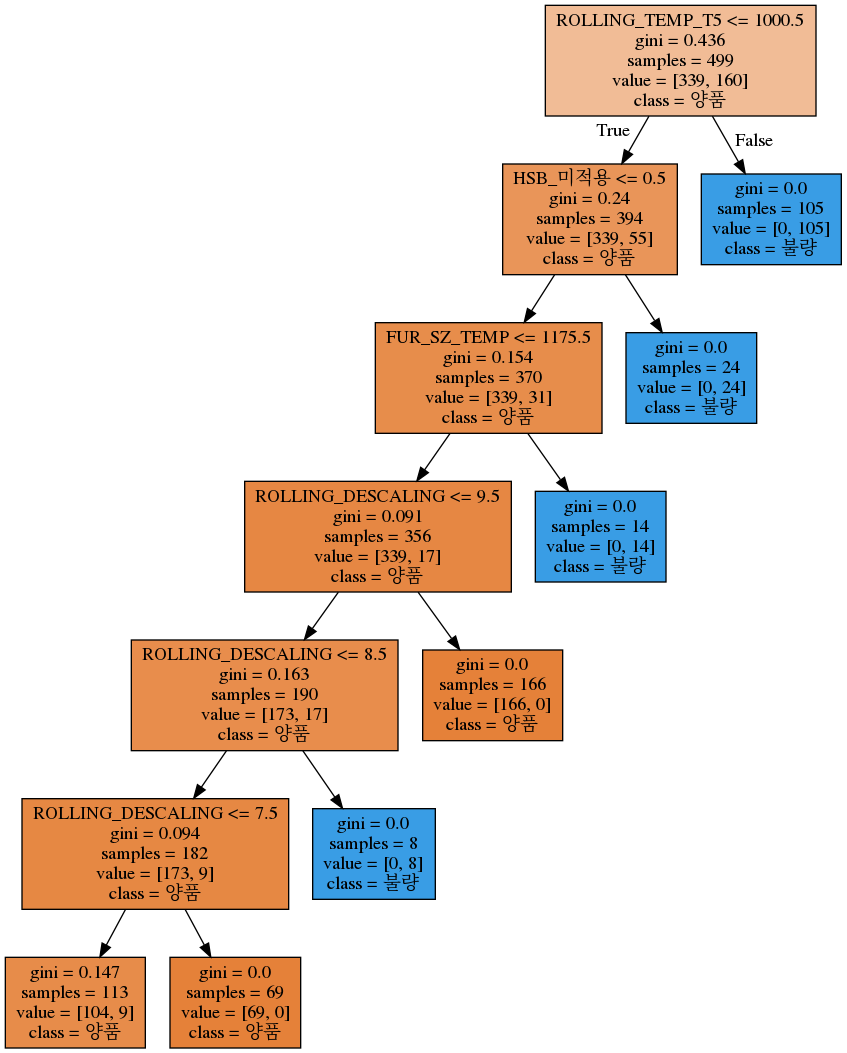 ROLLING_TEMP_T5 <= 1000.5
gini = 0.436
samples = 499
value = [339, 160]
class = 양품
True
False
HSB_미적용 <= 0.5
gini = 0.24
samples = 394
value = [339, 55]
class = 양품
gini = 0.0
samples = 105
value = [0, 105]
class = 불량
FUR_SZ_TEMP <= 1175.5
gini = 0.154
samples = 370
value = [339, 31]
class = 양품
gini = 0.0
samples = 24
value = [0, 24]
class = 불량
ROLLING_DESCALING <= 9.5
gini = 0.091
samples = 356
value = [339, 17]
class = 양품
gini = 0.0
samples = 14
value = [0, 14]
class = 불량
ROLLING_DESCALING <= 8.5
gini = 0.163
samples = 190
value = [173, 17]
class = 양품
gini = 0.0
samples = 166
value = [166, 0]
class = 양품
ROLLING_DESCALING <= 7.5
gini = 0.094
samples = 182
value = [173, 9]
class = 양품
gini = 0.0
samples = 8
value = [0, 8]
class = 불량
gini = 0.147
samples = 113
value = [104, 9]
class = 양품
gini = 0.0
samples = 69
value = [69, 0]
class = 양품